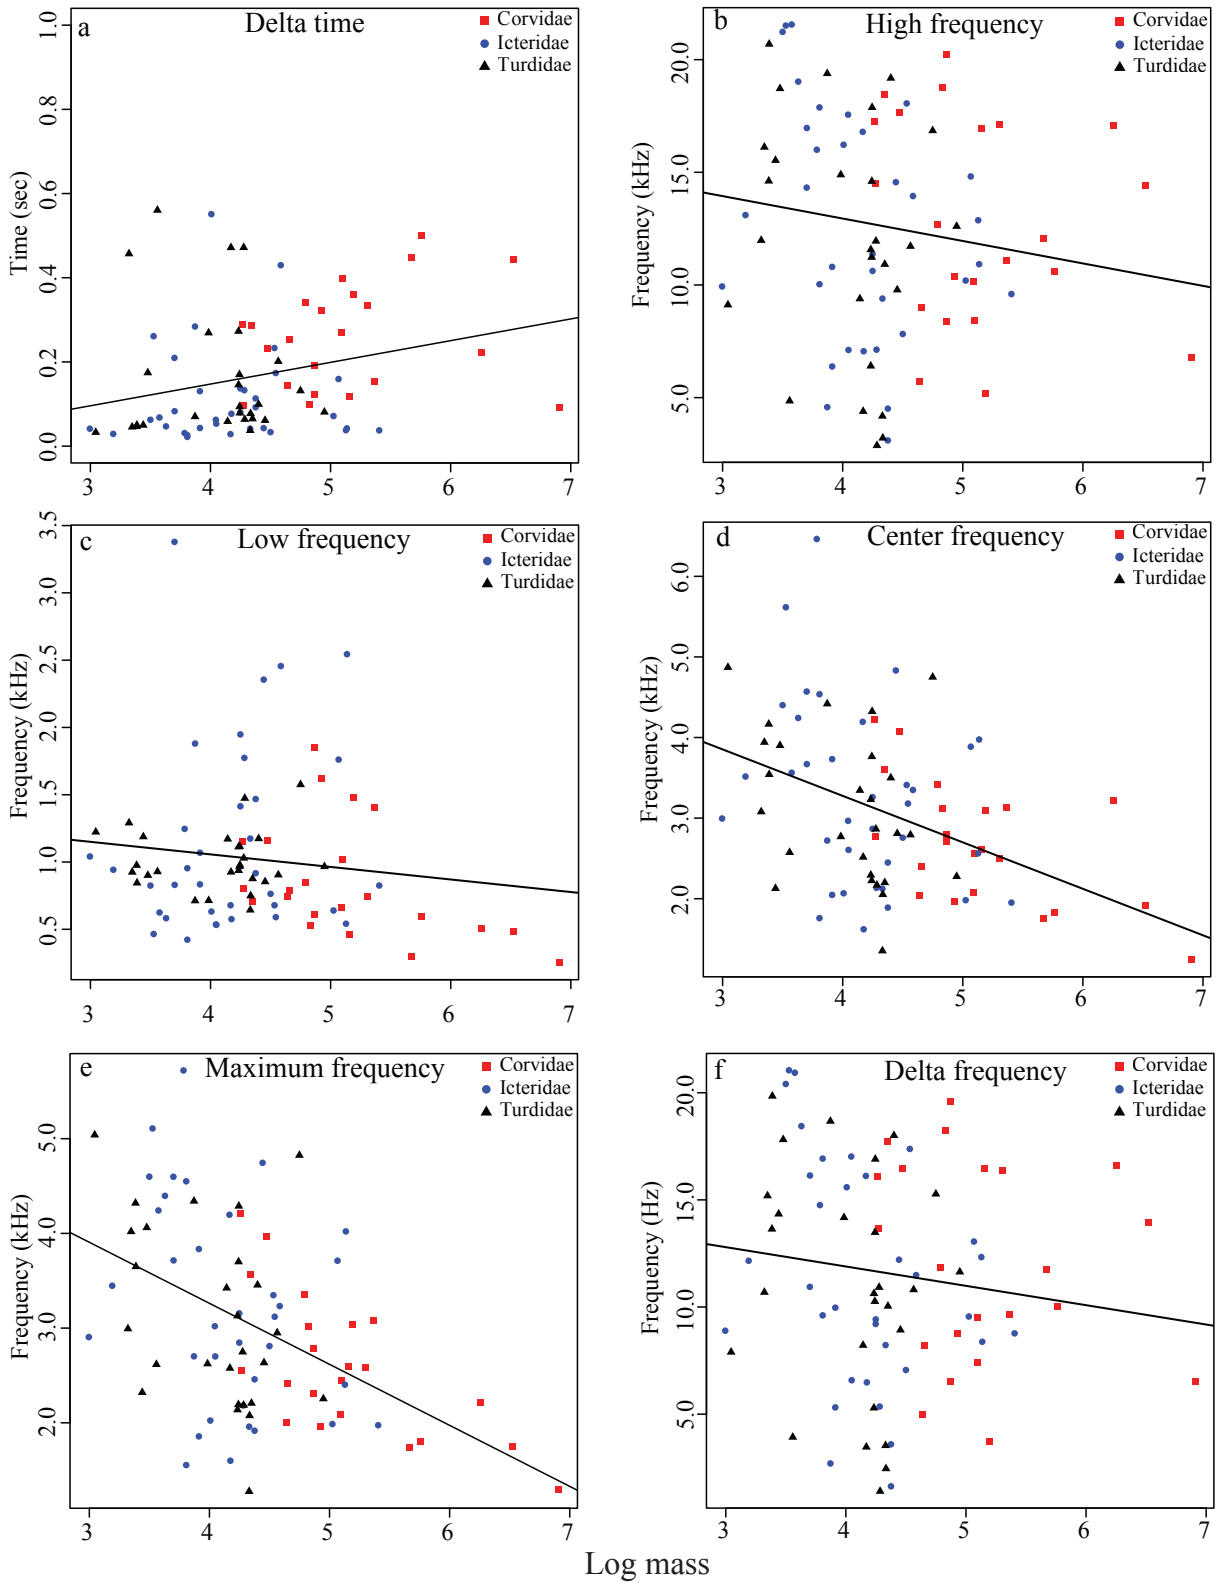 a
Delta time
Corvidae
Icteridae
Turdidae
Time (sec)
1.0
0.8
0.6
0.4
0.2
0.0
3 4 5 6 7
b
High frequency
Corvidae
Icteridae
Turdidae
Frequency (kHz)
20.0
15.0
10.0
5.0
3 4 5 6 7
c
Low frequency
Corvidae
Icteridae
Turdidae
Frequency (kHz)
3.5
3.0
2.5
2.0
1.5
1.0
0.5
3 4 5 6 7
d
Center frequency
Corvidae
Icteridae
Turdidae
Frequency (kHz)
6.0
5.0
4.0
3.0
2.0
3 4 5 6 7
e
Maximum frequency
Corvidae
Icteridae
Turdidae
Frequency (kHz)
5.0
4.0
3.0
2.0
3 4 5 6 7
f
Delta frequency
Corvidae
Icteridae
Turdidae
Frequency (Hz)
20.0
15.0
10.0
5.0
3 4 5 6 7
Log mass